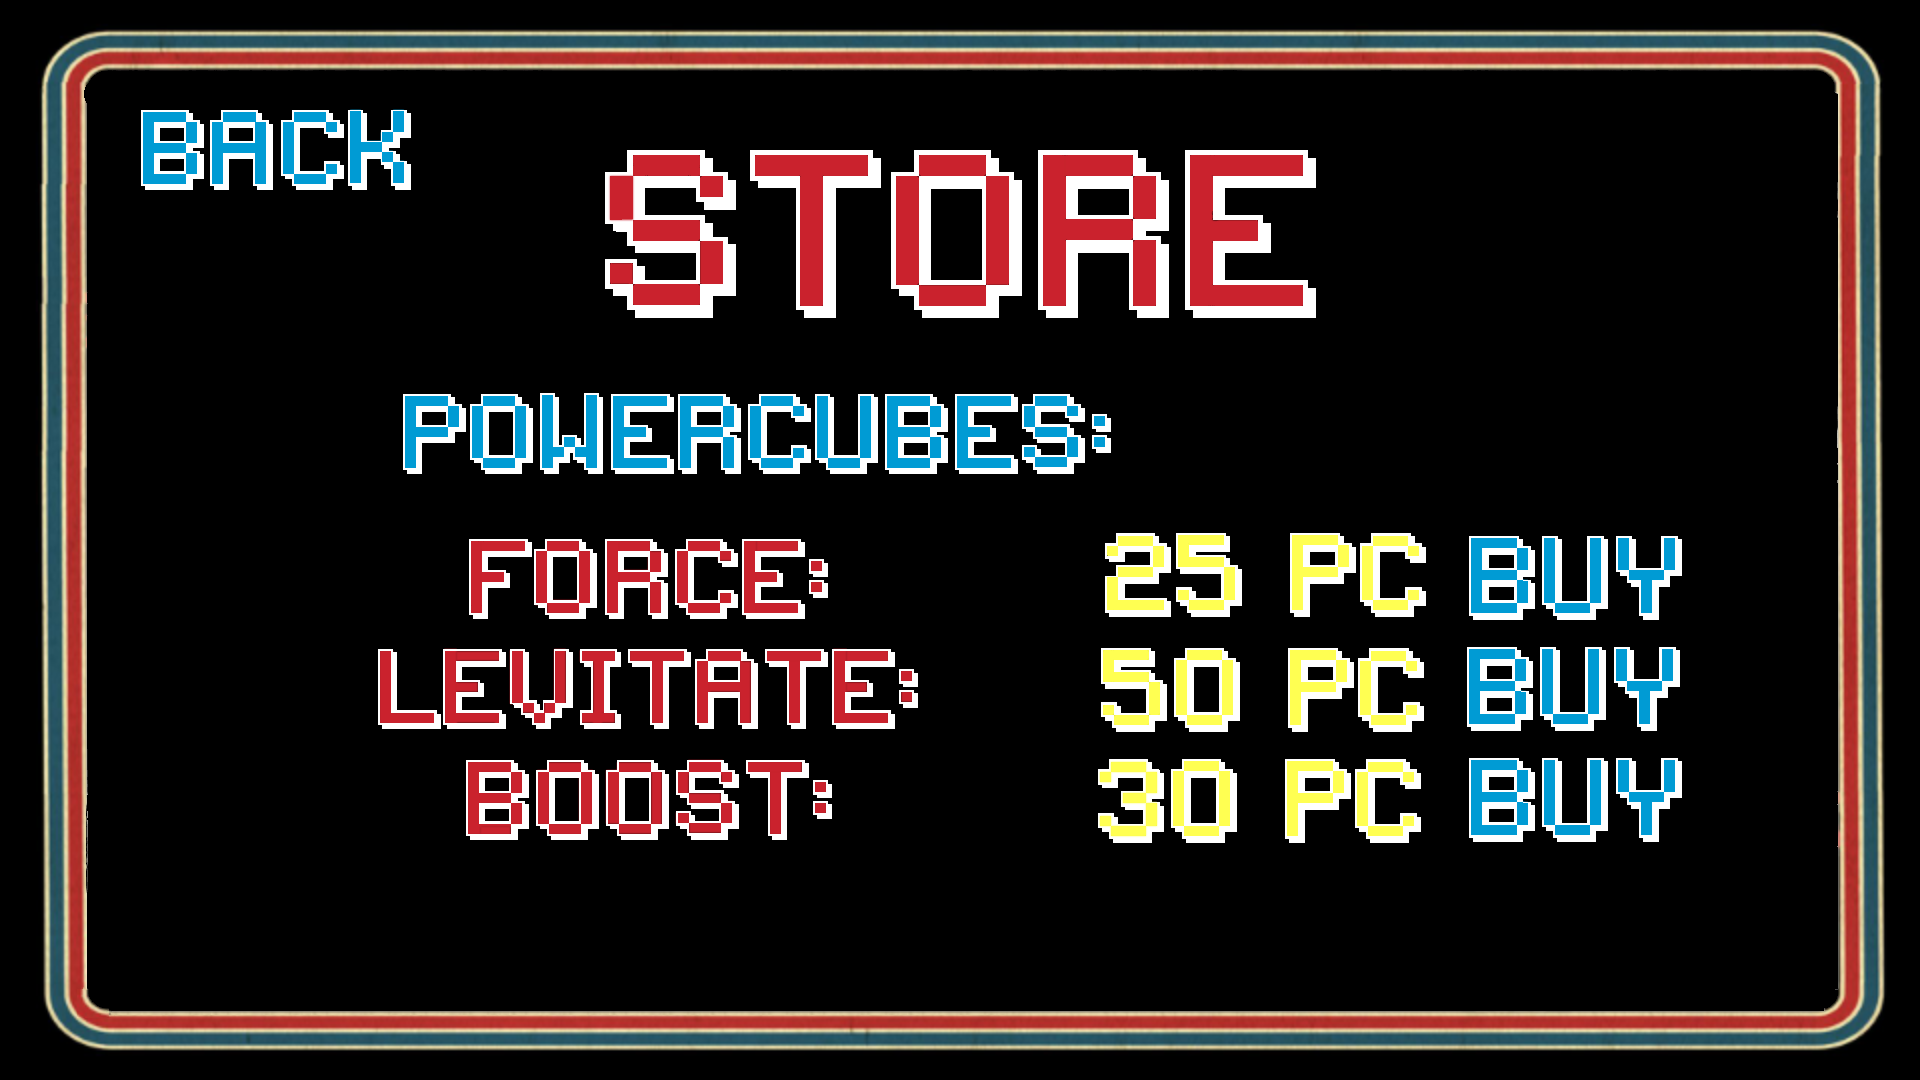 BACK
STORE
POWERCUBES:
FORCE: 25 PC BUY
LEVITATE: 50 PC BUY
BOOST: 30 PC BUY